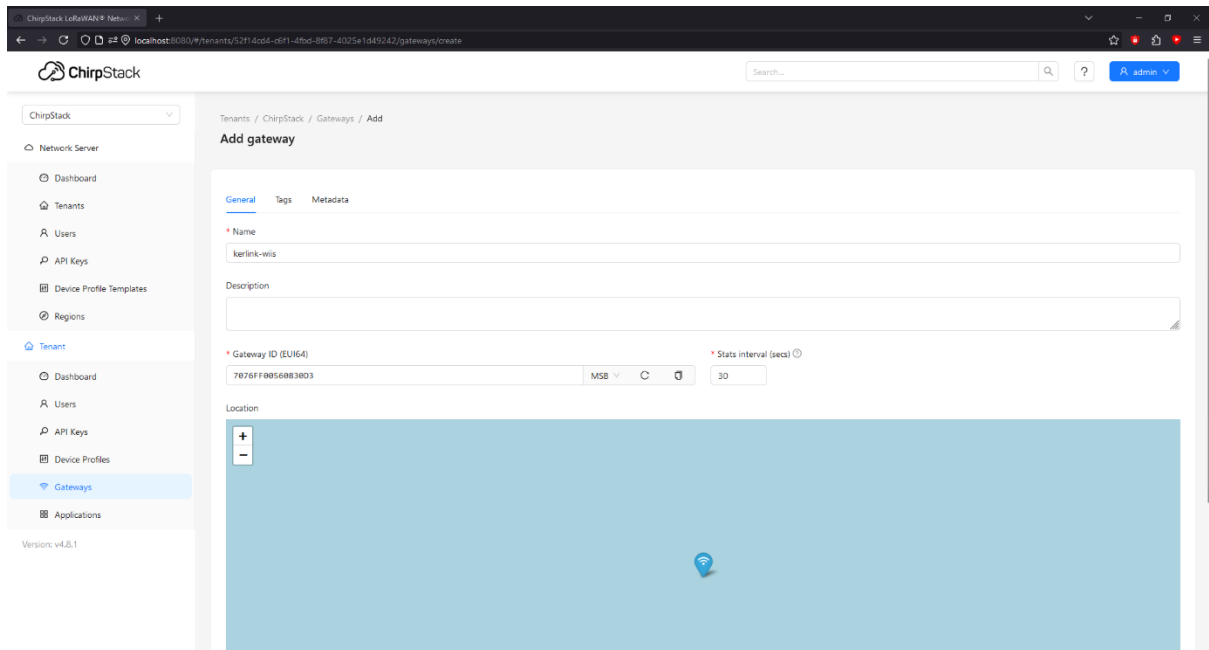 ChirpStack LoRaWAN® Netwo
localhost:8080/#/tenants/52f14cd4-c6f1-4fbd-8f87-4025e1d49242/gateways/create
ChirpStack
Search...
?
admin
ChirpStack
Network Server
Dashboard
Tenants
Users
API Keys
Device Profile Templates
Regions
Tenant
Dashboard
Users
API Keys
Device Profiles
Gateways
Applications
Version: v4.8.1
Tenants / ChirpStack / Gateways / Add
Add gateway
General Tags Metadata
* Name
kerlink-wiis
Description
* Gateway ID (EUI64) * Stats interval (secs)
7076FF00560830D3 MSB 30
Location
+
−